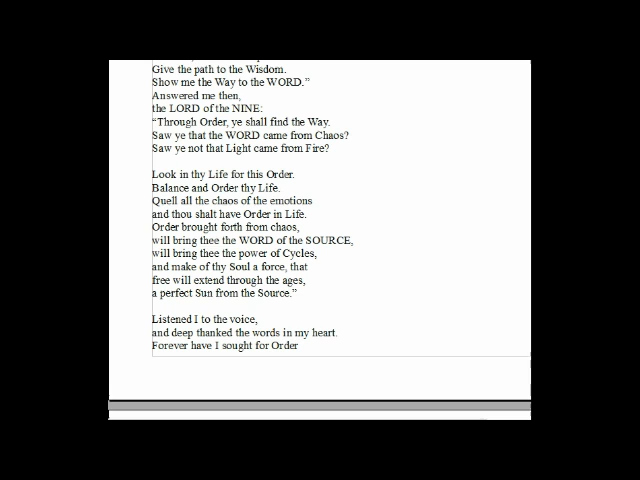 Give the path to the Wisdom.
Show me the Way to the WORD.”
Answered me then,
the LORD of the NINE:
“Through Order, ye shall find the Way.
Saw ye that the WORD came from Chaos?
Saw ye not that Light came from Fire?
Look in thy Life for this Order.
Balance and Order thy Life.
Quell all the chaos of the emotions
and thou shalt have Order in Life.
Order brought forth from chaos,
will bring thee the WORD of the SOURCE,
will bring thee the power of Cycles,
and make of thy Soul a force, that
free will extend through the ages,
a perfect Sun from the Source.”
Listened I to the voice,
and deep thanked the words in my heart.
Forever have I sought for Order